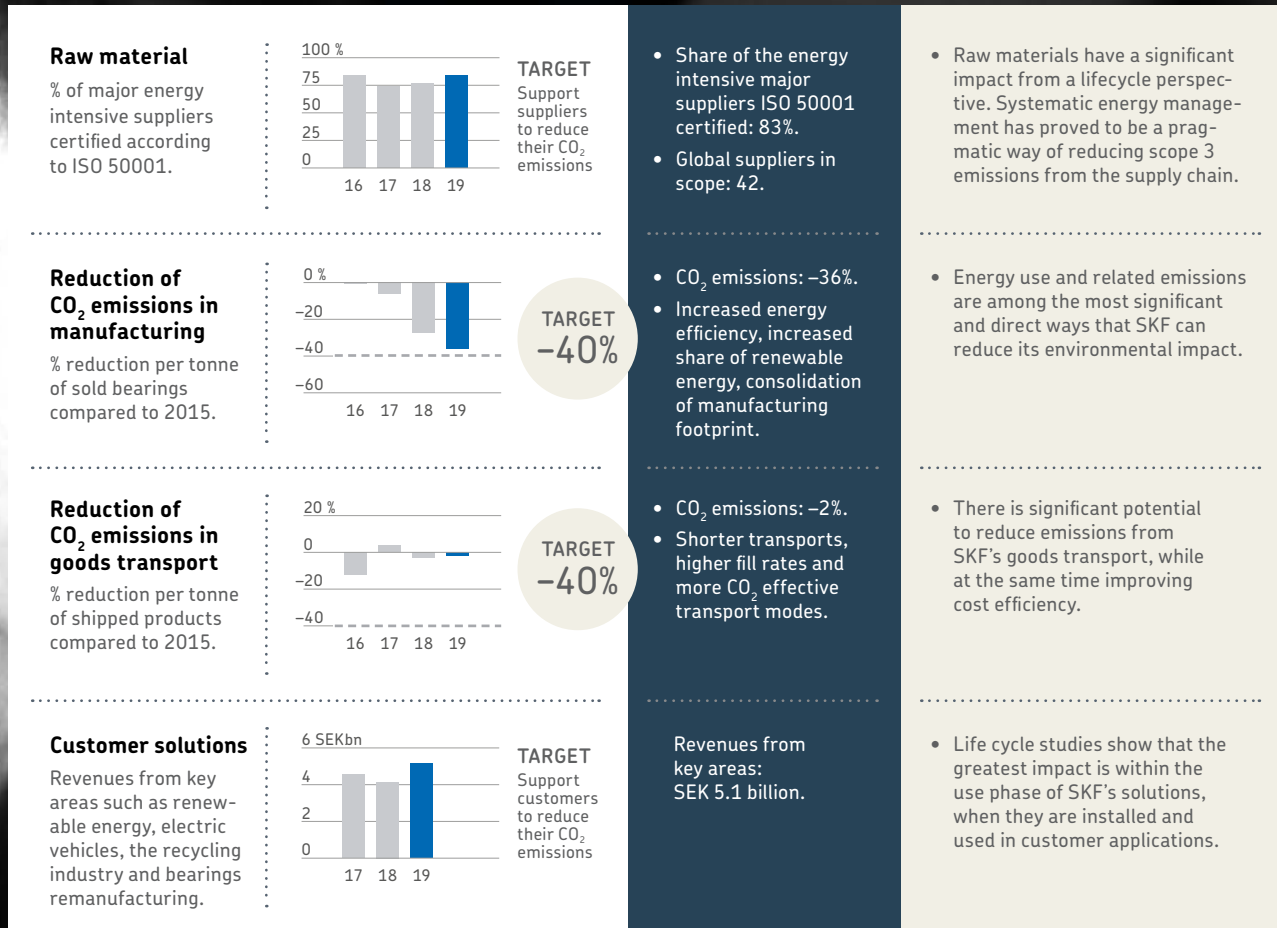 Raw material
% of major energy
intensive suppliers
certified according
to ISO 50001.
100 %
75
50
25
0
16 17 18 19
TARGET
Support
suppliers
to reduce
their CO₂
emissions
• Share of the energy
intensive major
suppliers ISO 50001
certified: 83%.
• Global suppliers in
scope: 42.
• Raw materials have a significant
impact from a lifecycle perspec-
tive. Systematic energy manage-
ment has proved to be a prag-
matic way of reducing scope 3
emissions from the supply chain.
Reduction of
CO₂ emissions in
manufacturing
% reduction per tonne
of sold bearings
compared to 2015.
0 %
–20
–40
–60
16 17 18 19
TARGET
–40%
• CO₂ emissions: –36%.
• Increased energy
efficiency, increased
share of renewable
energy, consolidation
of manufacturing
footprint.
• Energy use and related emissions
are among the most significant
and direct ways that SKF can
reduce its environmental impact.
Reduction of
CO₂ emissions in
goods transport
% reduction per tonne
of shipped products
compared to 2015.
20 %
0
–20
–40
16 17 18 19
TARGET
–40%
• CO₂ emissions: –2%.
• Shorter transports,
higher fill rates and
more CO₂ effective
transport modes.
• There is significant potential
to reduce emissions from
SKF's goods transport, while
at the same time improving
cost efficiency.
Customer solutions
Revenues from key
areas such as renew-
able energy, electric
vehicles, the recycling
industry and bearings
remanufacturing.
6 SEKbn
4
2
0
17 18 19
TARGET
Support
customers
to reduce
their CO₂
emissions
Revenues from
key areas:
SEK 5.1 billion.
• Life cycle studies show that the
greatest impact is within the
use phase of SKF's solutions,
when they are installed and
used in customer applications.